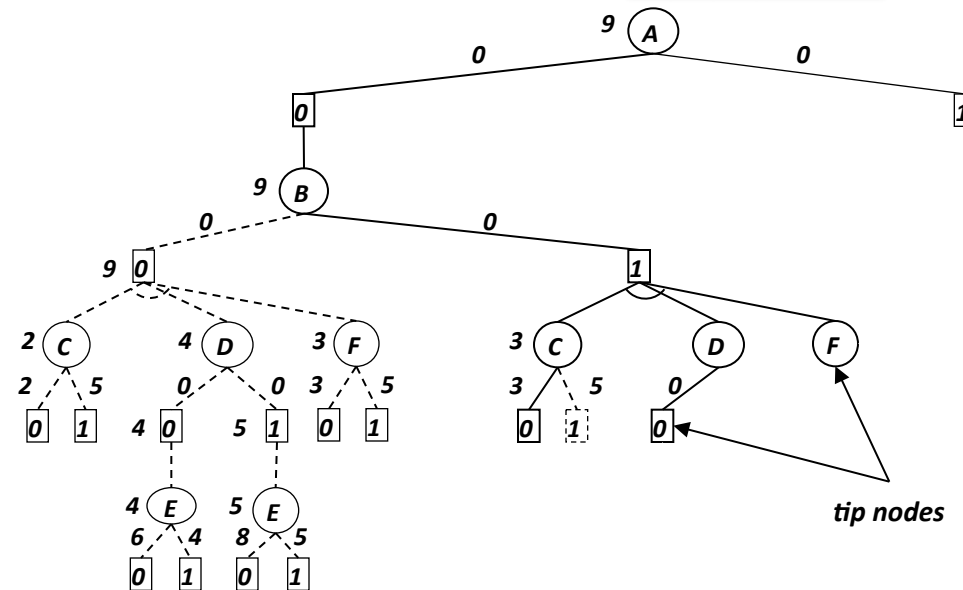 9 A
0 0
0 1
9 B
0 0
9 0 1
2 C 4 D 3 F 3 C D F
2 5 0 0 3 5 3 5 0
0 1 4 0 5 1 0 1 0 1 0
4 E 5 E
tip nodes
6 4 8 5
0 1 0 1